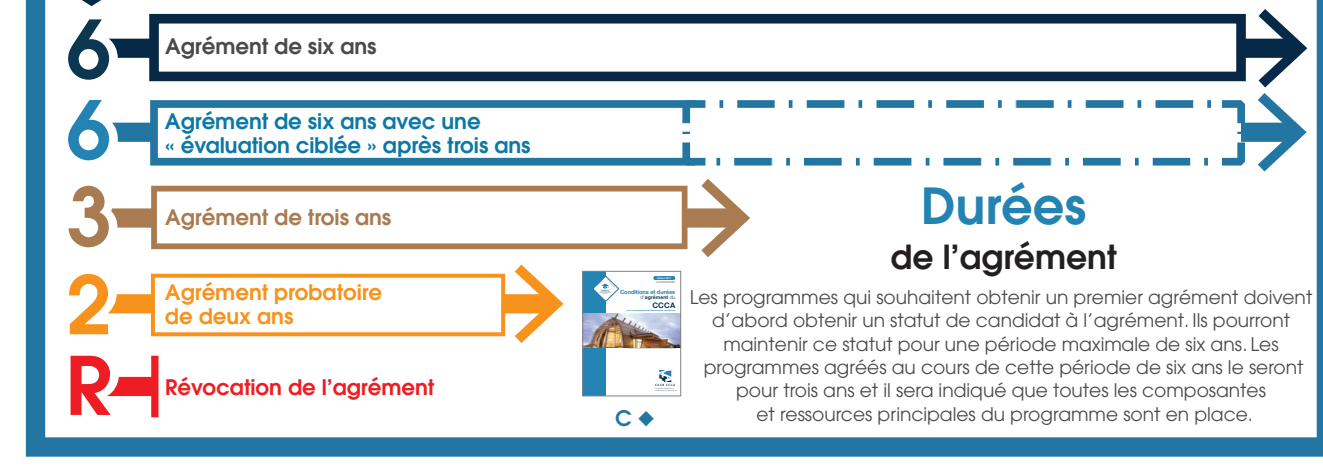 6 Agrément de six ans
6 Agrément de six ans avec une
« évaluation ciblée » après trois ans
3 Agrément de trois ans
2 Agrément probatoire
de deux ans
R Révocation de l'agrément
Conditions et durées
d'agrément du
CCCA
CACB CCCA
C ◆
Durées
de l'agrément
Les programmes qui souhaitent obtenir un premier agrément doivent
d'abord obtenir un statut de candidat à l'agrément. Ils pourront
maintenir ce statut pour une période maximale de six ans. Les
programmes agréés au cours de cette période de six ans le seront
pour trois ans et il sera indiqué que toutes les composantes
et ressources principales du programme sont en place.